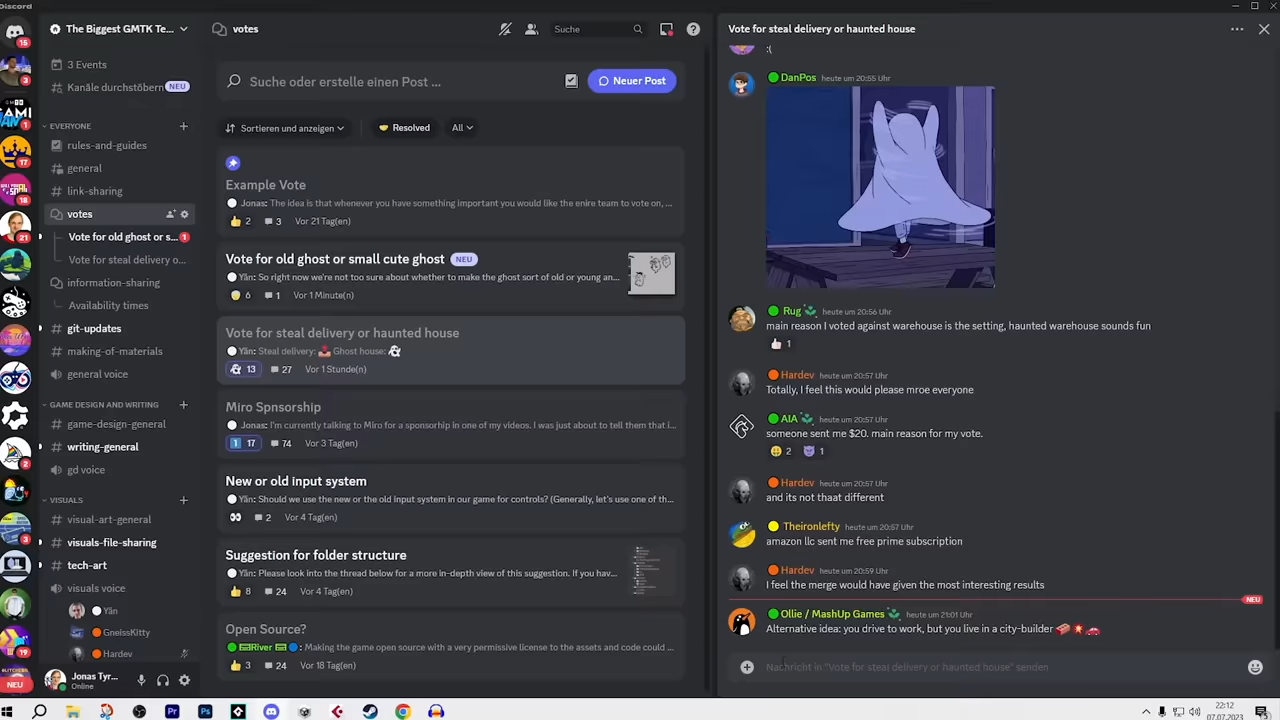 Discord
The Biggest GMTK Te...
3 Events
Kanäle durchstöbern
NEU
EVERYONE
rules-and-guides
general
link-sharing
votes
Vote for old ghost or s...
1
Vote for steal delivery o...
information-sharing
Availability times
git-updates
making-of-materials
general voice
GAME DESIGN AND WRITING
game-design-general
writing-general
gd voice
VISUALS
visual-art-general
visuals-file-sharing
tech-art
visuals voice
Ylin
GneissKitty
Hardev
Jonas Tyr...
Online
15
3
1
17
18
21
2
3
19
NEU
votes
Suche
Suche oder erstelle einen Post ...
Neuer Post
Sortieren und anzeigen
Resolved
All
Example Vote
Jonas: The idea is that whenever you have something important you would like the enire team to vote on, ...
2 3 Vor 21 Tag(en)
Vote for old ghost or small cute ghost NEU
Ylin: So right now we're not too sure about whether to make the ghost sort of old or young an...
6 1 Vor 1 Minute(n)
Vote for steal delivery or haunted house
Ylin: Steal delivery: 📥 Ghost house: 👻
13 27 Vor 1 Stunde(n)
Miro Spnsorship
Jonas: I'm currently talking to Miro for a sponsorship in one of my videos. I was just about to tell them that i...
1 17 74 Vor 3 Tag(en)
New or old input system
Ylin: Should we use the new or the old input system in our game for controls? (Generally, let's use one of th...
2 Vor 4 Tag(en)
Suggestion for folder structure
Ylin: Please look into the thread below for a more in-depth view of this suggestion. If you hav...
8 24 Vor 4 Tag(en)
Open Source?
River : Making the game open source with a very permissive license to the assets and code could ...
3 24 Vor 18 Tag(en)
Vote for steal delivery or haunted house
:(
DanPos heute um 20:55 Uhr
Rug heute um 20:56 Uhr
main reason I voted against warehouse is the setting, haunted warehouse sounds fun
1
Hardev heute um 20:57 Uhr
Totally, I feel this would please mroe everyone
AIA heute um 20:57 Uhr
someone sent me $20. main reason for my vote.
2 1
Hardev heute um 20:57 Uhr
and its not thaat different
Theironlefty heute um 20:57 Uhr
amazon llc sent me free prime subscription
Hardev heute um 20:59 Uhr
I feel the merge would have given the most interesting results
NEU
Ollie / MashUp Games heute um 21:01 Uhr
Alternative idea: you drive to work, but you live in a city-builder
Nachricht in "Vote for steal delivery or haunted house" senden
Pr
Ps
22:12
07.07.2023